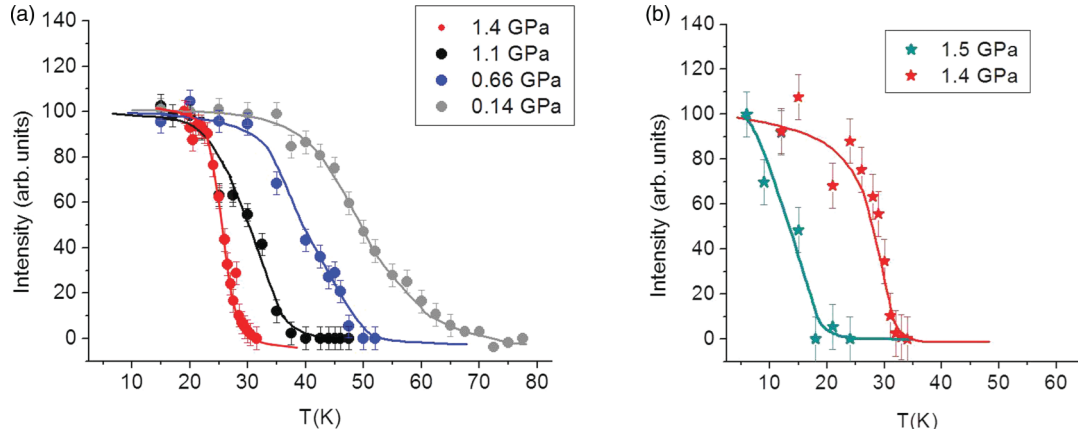 (a)
140
120
100
80
60
40
20
0
Intensity (arb. units)
10 20 30 40 50 60 70 80
T(K)
1.4 GPa
1.1 GPa
0.66 GPa
0.14 GPa
(b)
140
120
100
80
60
40
20
0
Intensity (arb. units)
10 20 30 40 50 60
T(K)
1.5 GPa
1.4 GPa